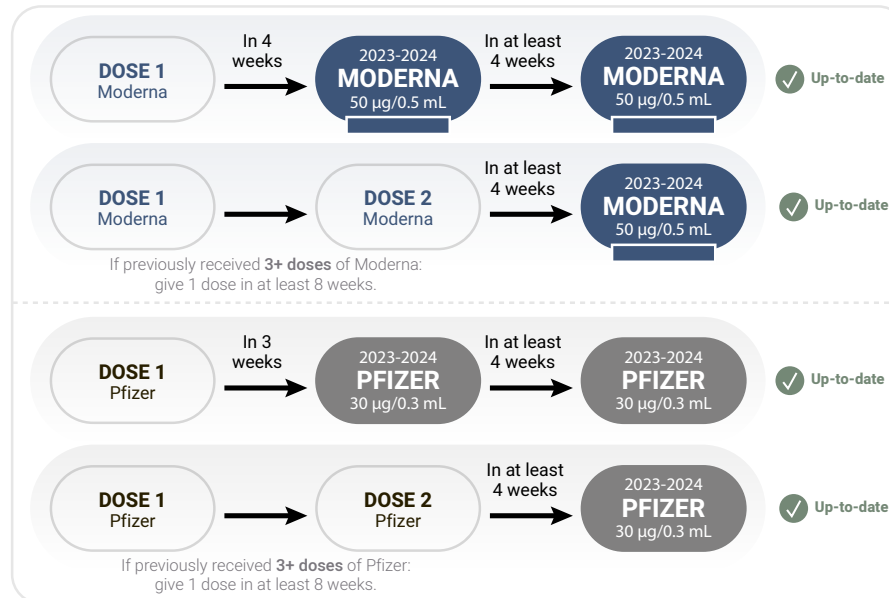 In 4
weeks
In at least
4 weeks
DOSE 1
Moderna
2023-2024
MODERNA
50 µg/0.5 mL
2023-2024
MODERNA
50 µg/0.5 mL
Up-to-date
In at least
4 weeks
DOSE 1
Moderna
DOSE 2
Moderna
2023-2024
MODERNA
50 µg/0.5 mL
Up-to-date
If previously received 3+ doses of Moderna:
give 1 dose in at least 8 weeks.
In 3
weeks
In at least
4 weeks
DOSE 1
Pfizer
2023-2024
PFIZER
30 µg/0.3 mL
2023-2024
PFIZER
30 µg/0.3 mL
Up-to-date
In at least
4 weeks
DOSE 1
Pfizer
DOSE 2
Pfizer
2023-2024
PFIZER
30 µg/0.3 mL
Up-to-date
If previously received 3+ doses of Pfizer:
give 1 dose in at least 8 weeks.